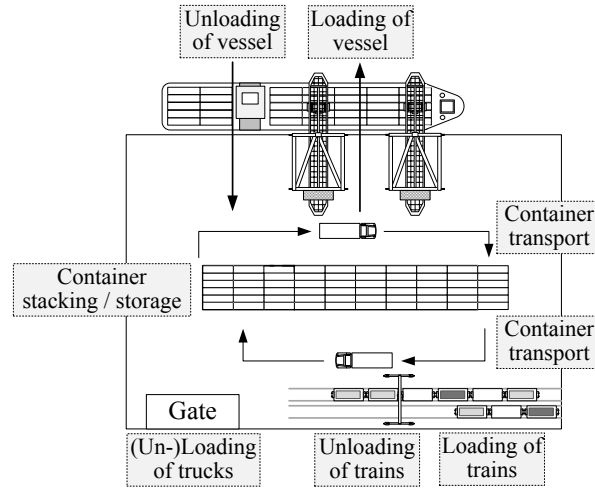 Unloading
of vessel
Loading of
vessel
Container
transport
Container
stacking / storage
Container
transport
Gate
(Un-)Loading
of trucks
Unloading
of trains
Loading of
trains